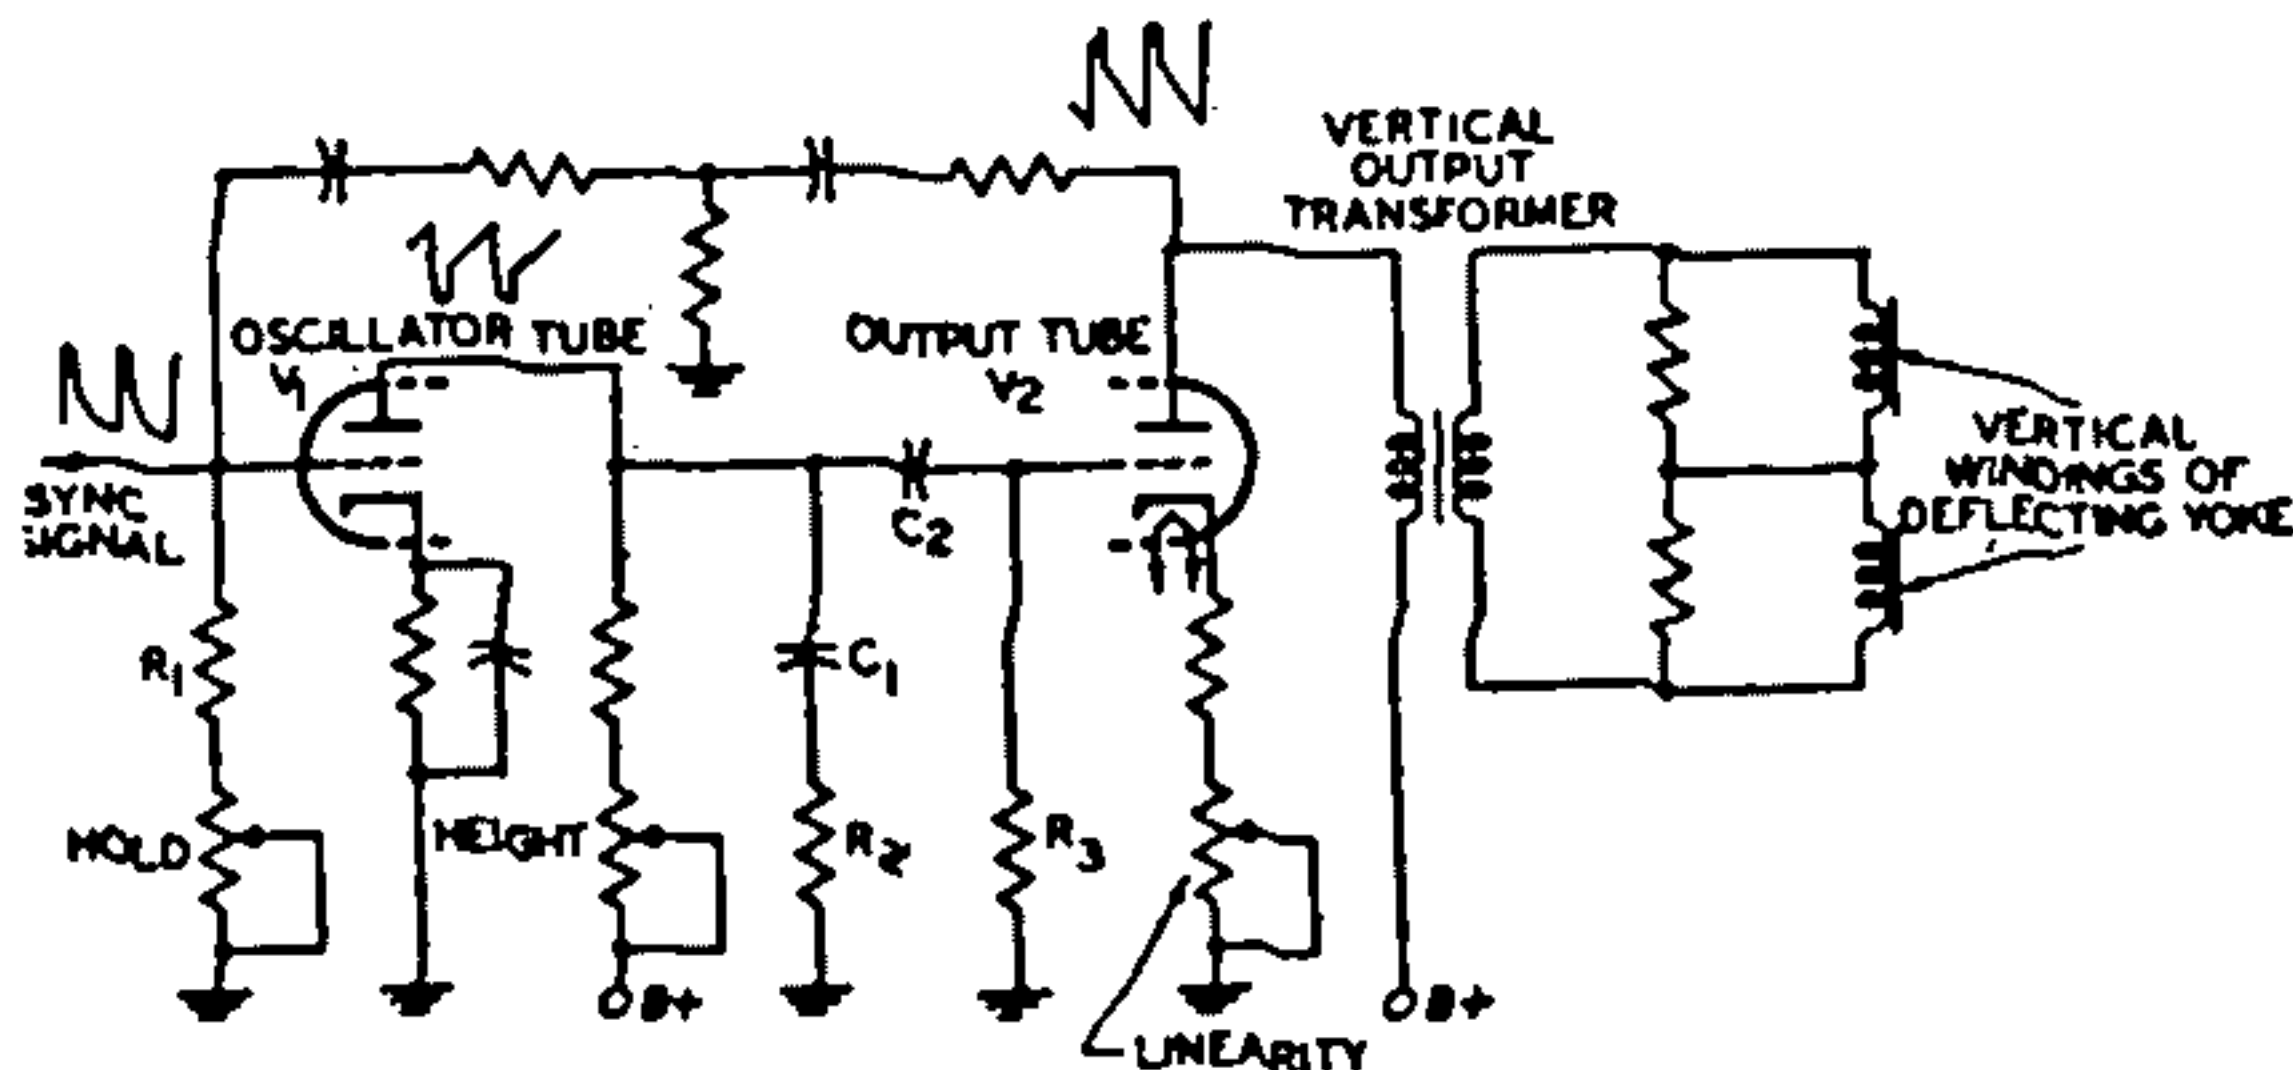 VERTICAL
OUTPUT
TRANSFORMER
OSCILLATOR TUBE
V1
OUTPUT TUBE
V2
SYNC
SIGNAL
VERTICAL
WINDINGS OF
DEFLECTING YOKE
C2
R1
C1
HOLD
HEIGHT
R2
R3
B+
B+
LINEARITY